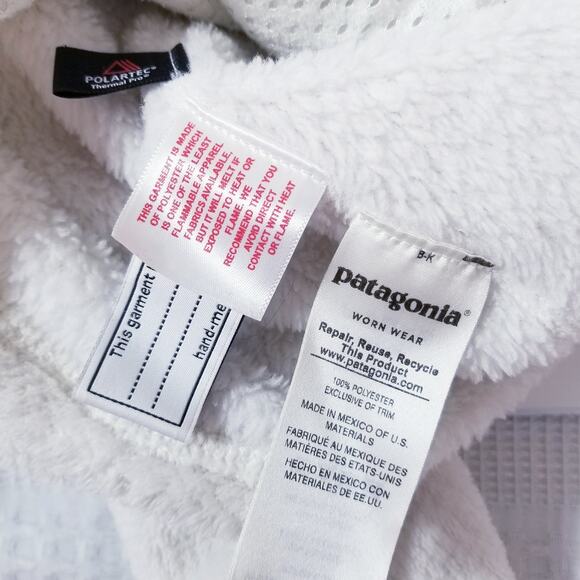 POLARTEC®
Thermal Pro®
THIS GARMENT IS MADE
OF POLYESTER WHICH
IS ONE OF THE LEAST
FLAMMABLE APPAREL
FABRICS AVAILABLE,
BUT IT WILL MELT IF
EXPOSED TO HEAT OR
FLAME. WE
RECOMMEND THAT YOU
AVOID DIRECT
CONTACT WITH HEAT
OR FLAME.
This garment
hand-me
B-K
patagonia®
WORN WEAR
Repair, Reuse, Recycle
This Product
www.patagonia.com
100% POLYESTER
EXCLUSIVE OF TRIM
MADE IN MEXICO OF U.S.
MATERIALS
FABRIQUÉ AU MEXIQUE DES
MATIÈRES DES ETATS-UNIS
HECHO EN MEXICO CON
MATERIALES DE EE.UU.